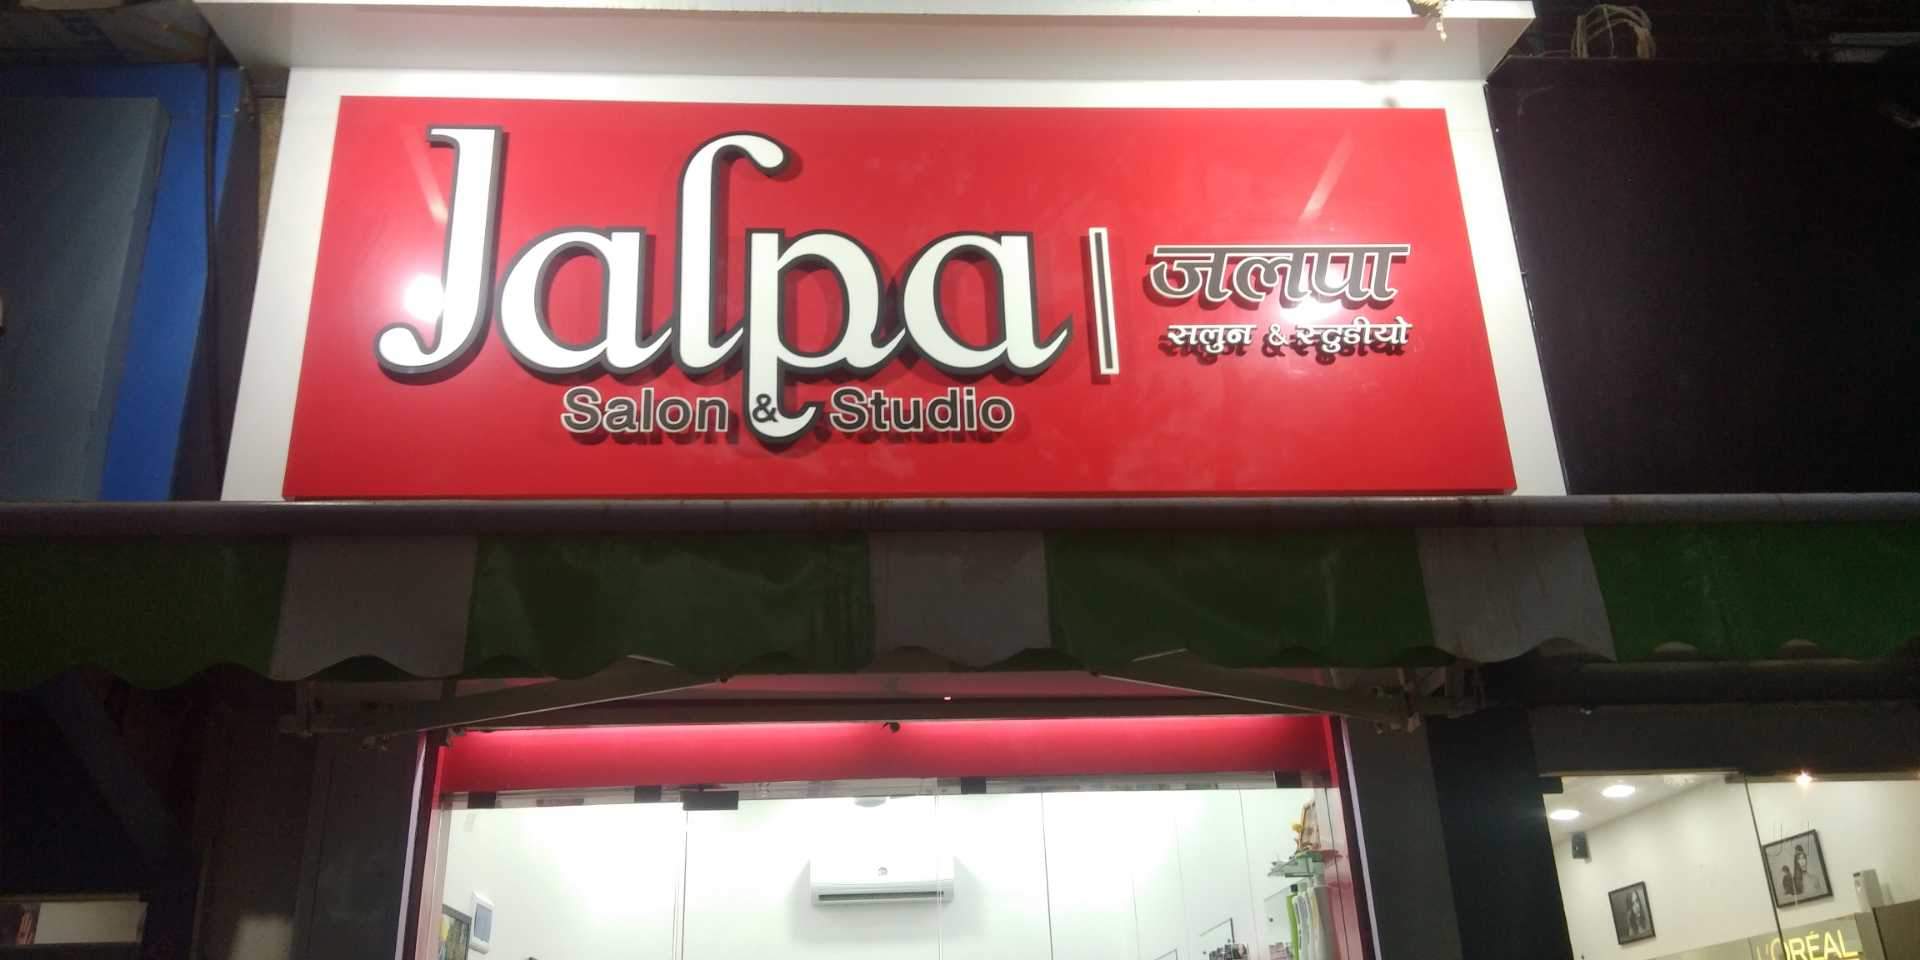 Jalpa
Salon & Studio
जलपा
सलुन & स्टुडीयो
L'ORÉAL